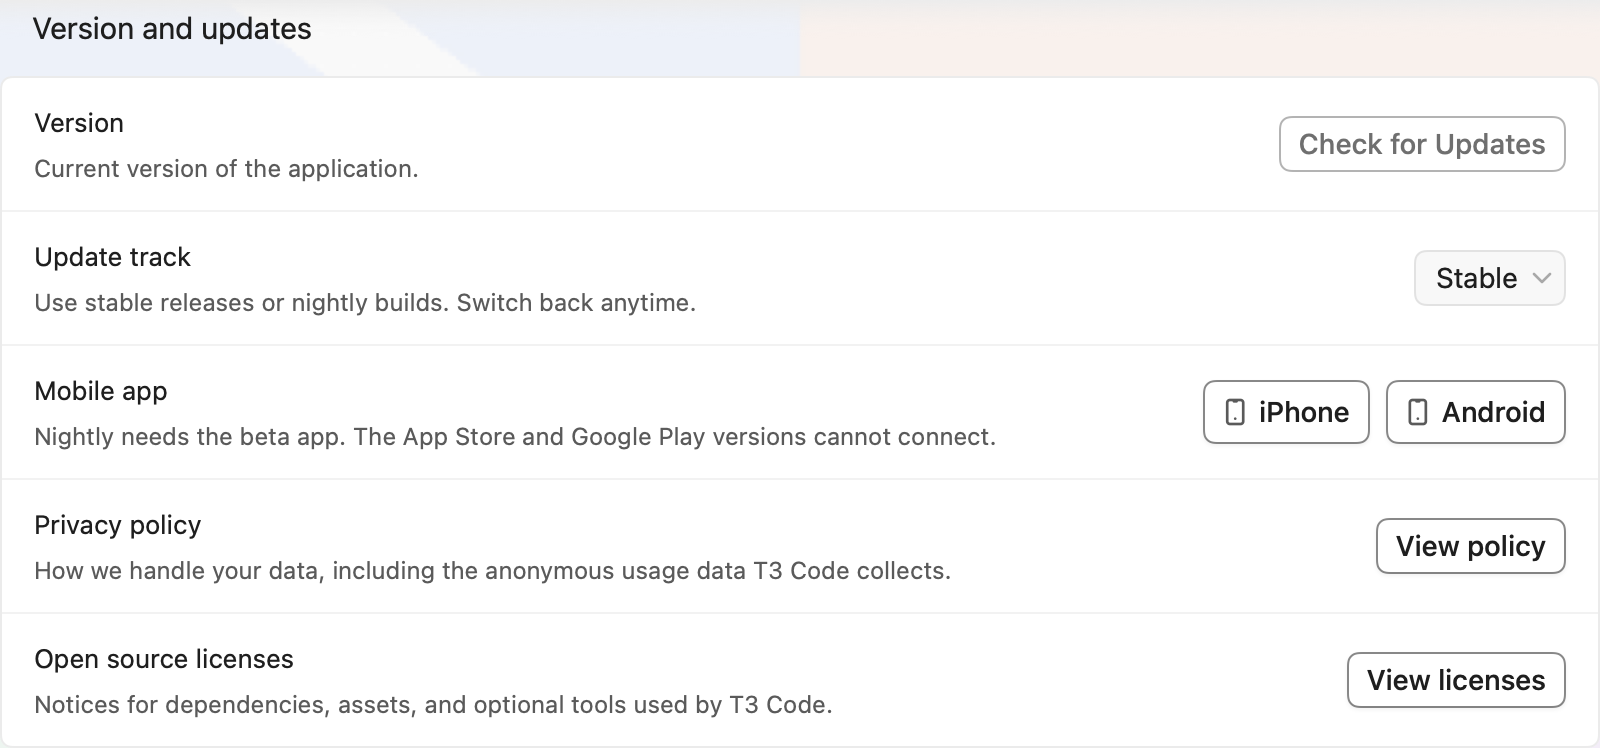 Version and updates
Version
Check for Updates
Current version of the application.
Update track
Stable
Use stable releases or nightly builds. Switch back anytime.
Mobile app
iPhone
Android
Nightly needs the beta app. The App Store and Google Play versions cannot connect.
Privacy policy
View policy
How we handle your data, including the anonymous usage data T3 Code collects.
Open source licenses
View licenses
Notices for dependencies, assets, and optional tools used by T3 Code.